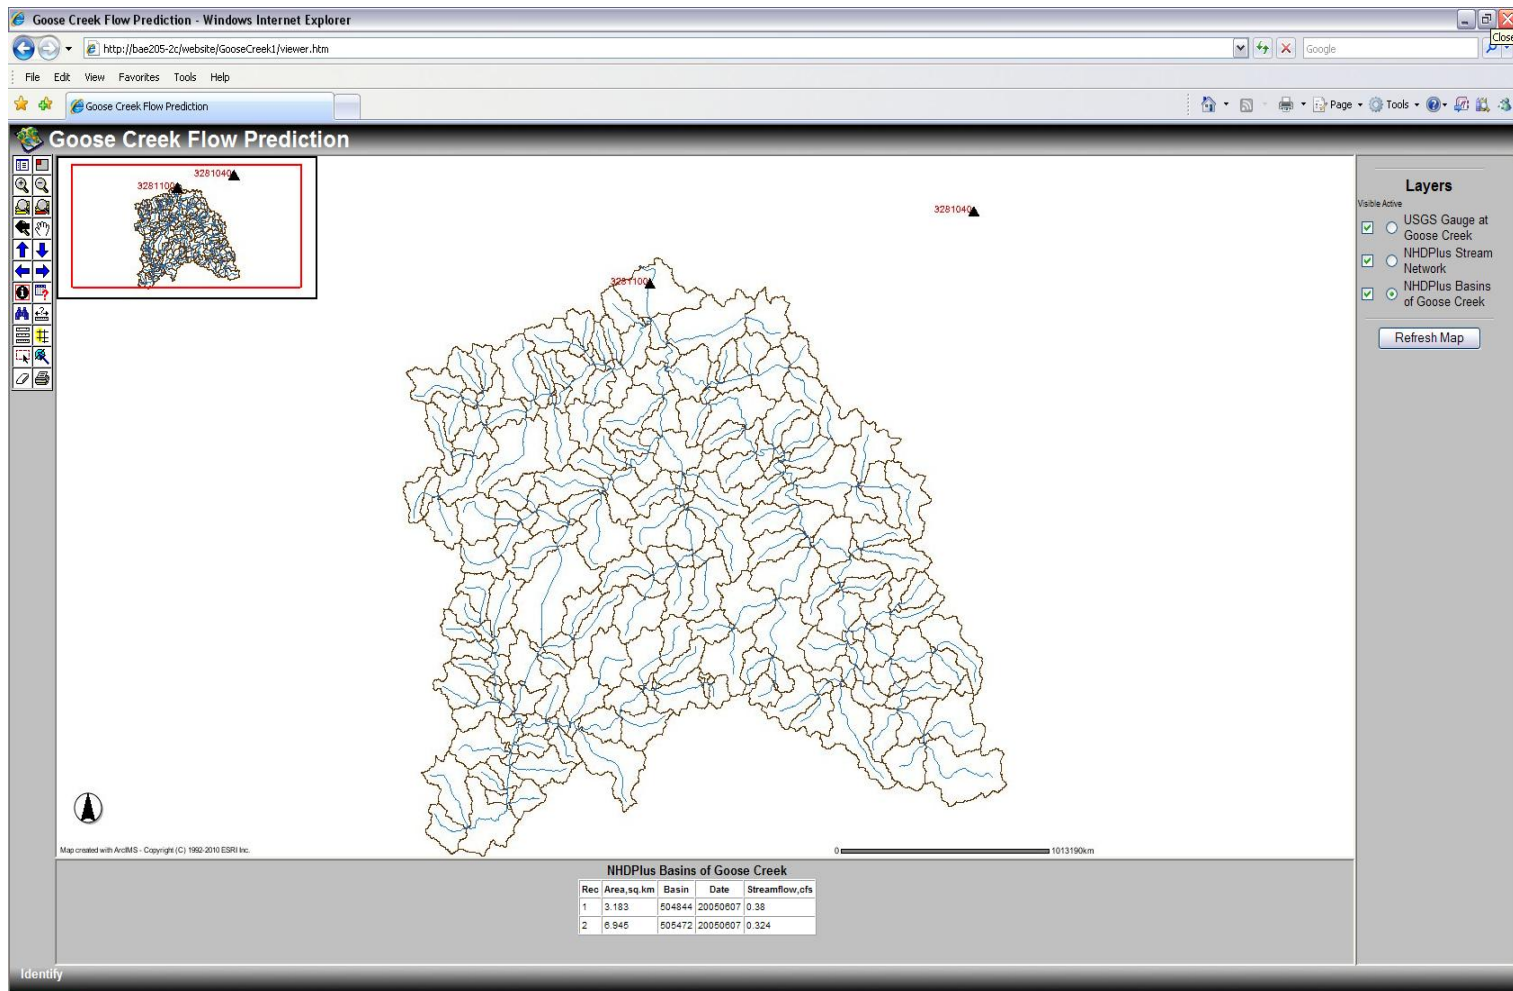 Goose Creek Flow Prediction - Windows Internet Explorer
Close
http://bae205-2c/website/GooseCreek1/viewer.htm
Google
File Edit View Favorites Tools Help
Goose Creek Flow Prediction
Page Tools
Goose Creek Flow Prediction
3281040
3281100
3281040
3281100
Layers
Visible Active
USGS Gauge at
Goose Creek
NHDPlus Stream
Network
NHDPlus Basins
of Goose Creek
Refresh Map
Map created with ArcIMS - Copyright (C) 1992-2010 ESRI Inc.
0 1013190km
NHDPlus Basins of Goose Creek
Rec Area,sq.km Basin Date Streamflow,cfs
1 3.183 504844 20050607 0.38
2 6.945 505472 20050607 0.324
Identify